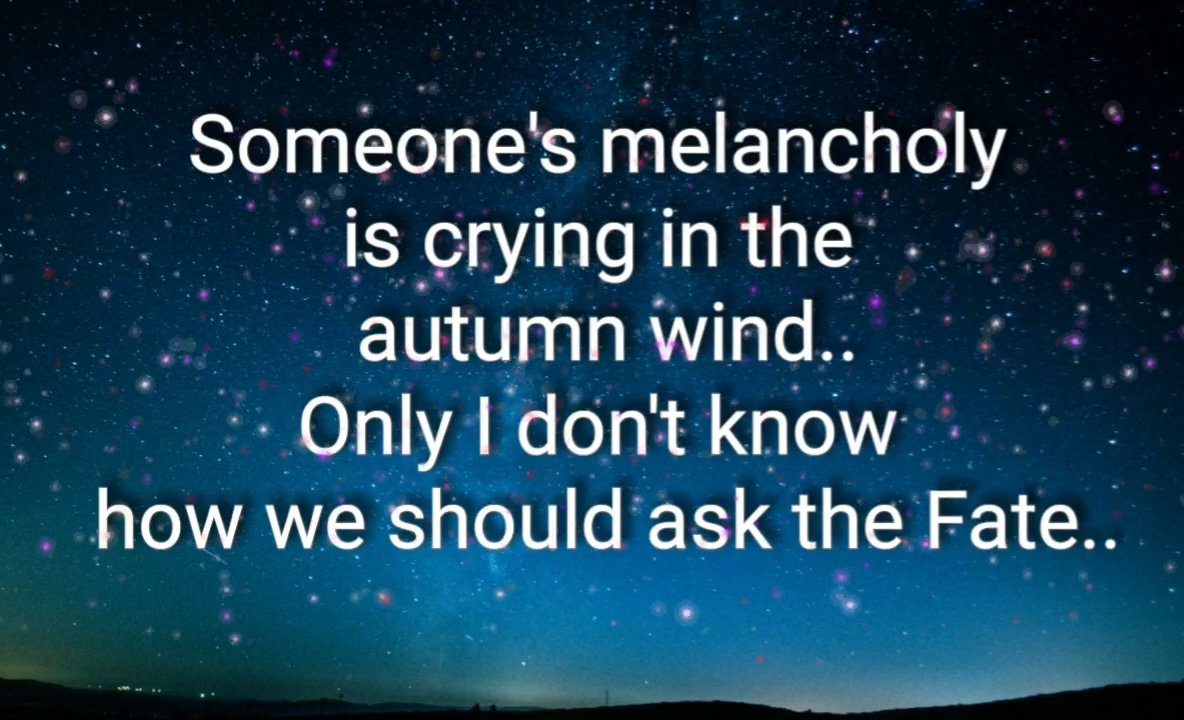 Someone's melancholy
is crying in the
autumn wind..
Only I don't know
how we should ask the Fate..